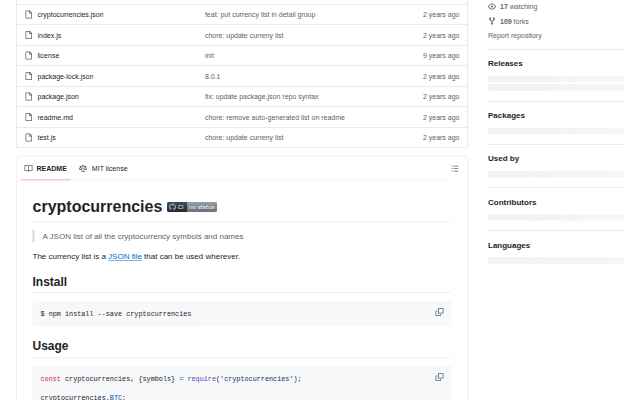 cryptocurrencies.json feat: put currency list in detail group 2 years ago
17 watching
index.js chore: update curreny list 2 years ago
109 forks
Report repository
license init 9 years ago
Releases
package-lock.json 8.0.1 2 years ago
package.json fix: update package.json repo syntax 2 years ago
Packages
readme.md chore: remove auto-generated list on readme 2 years ago
test.js chore: update curreny list 2 years ago
Used by
README MIT license
Contributors
cryptocurrencies CI no status
A JSON list of all the cryptocurrency symbols and names
Languages
The currency list is a JSON file that can be used wherever.
Install
$ npm install --save cryptocurrencies
Usage
const cryptocurrencies, {symbols} = require('cryptocurrencies');
cryptocurrencies.BTC;